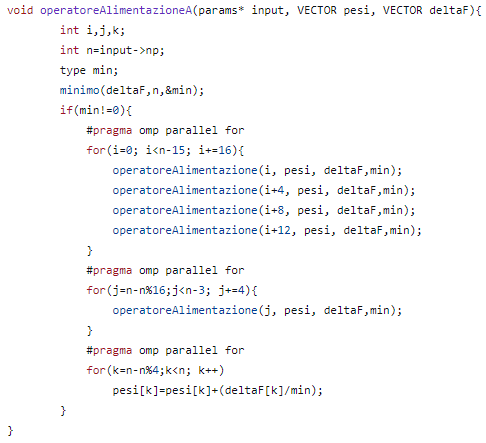 void operatoreAlimentazioneA(params* input, VECTOR pesi, VECTOR deltaF){
int i,j,k;
int n=input->np;
type min;
minimo(deltaF,n,&min);
if(min!=0){
#pragma omp parallel for
for(i=0; i<n-15; i+=16){
operatoreAlimentazione(i, pesi, deltaF,min);
operatoreAlimentazione(i+4, pesi, deltaF,min);
operatoreAlimentazione(i+8, pesi, deltaF,min);
operatoreAlimentazione(i+12, pesi, deltaF,min);
}
#pragma omp parallel for
for(j=n-n%16;j<n-3; j+=4){
operatoreAlimentazione(j, pesi, deltaF,min);
}
#pragma omp parallel for
for(k=n-n%4;k<n; k++)
pesi[k]=pesi[k]+(deltaF[k]/min);
}
}